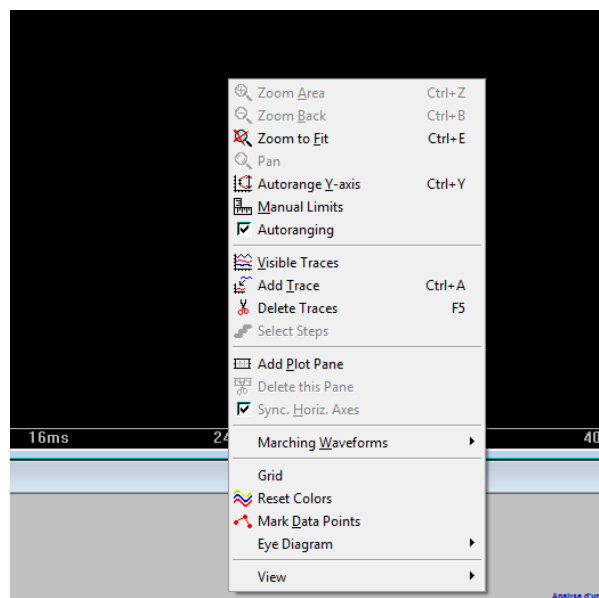 Zoom Area Ctrl+Z
Zoom Back Ctrl+B
Zoom to Fit Ctrl+E
Pan
Autorange Y-axis Ctrl+Y
Manual Limits
Autoranging
Visible Traces
Add Trace Ctrl+A
Delete Traces F5
Select Steps
Add Plot Pane
Delete this Pane
Sync. Horiz. Axes
16ms 24 40
Marching Waveforms
Grid
Reset Colors
Mark Data Points
Eye Diagram
View
Analyse d'un